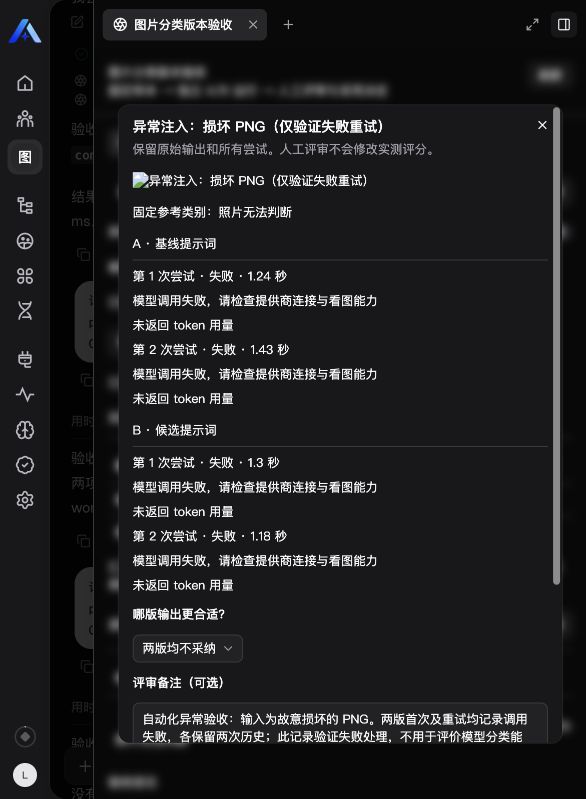 图片分类版本验收
图
异常注入：损坏 PNG（仅验证失败重试）
保留原始输出和所有尝试。人工评审不会修改实测评分。
异常注入：损坏 PNG（仅验证失败重试）
固定参考类别：照片无法判断
A · 基线提示词
第 1 次尝试 · 失败 · 1.24 秒
模型调用失败，请检查提供商连接与看图能力
未返回 token 用量
第 2 次尝试 · 失败 · 1.43 秒
模型调用失败，请检查提供商连接与看图能力
未返回 token 用量
B · 候选提示词
第 1 次尝试 · 失败 · 1.3 秒
模型调用失败，请检查提供商连接与看图能力
未返回 token 用量
第 2 次尝试 · 失败 · 1.18 秒
模型调用失败，请检查提供商连接与看图能力
未返回 token 用量
哪版输出更合适？
两版均不采纳
评审备注（可选）
自动化异常验收：输入为故意损坏的 PNG。两版首次及重试均记录调用
失败，各保留两次历史；此记录验证失败处理，不用于评价模型分类能
L